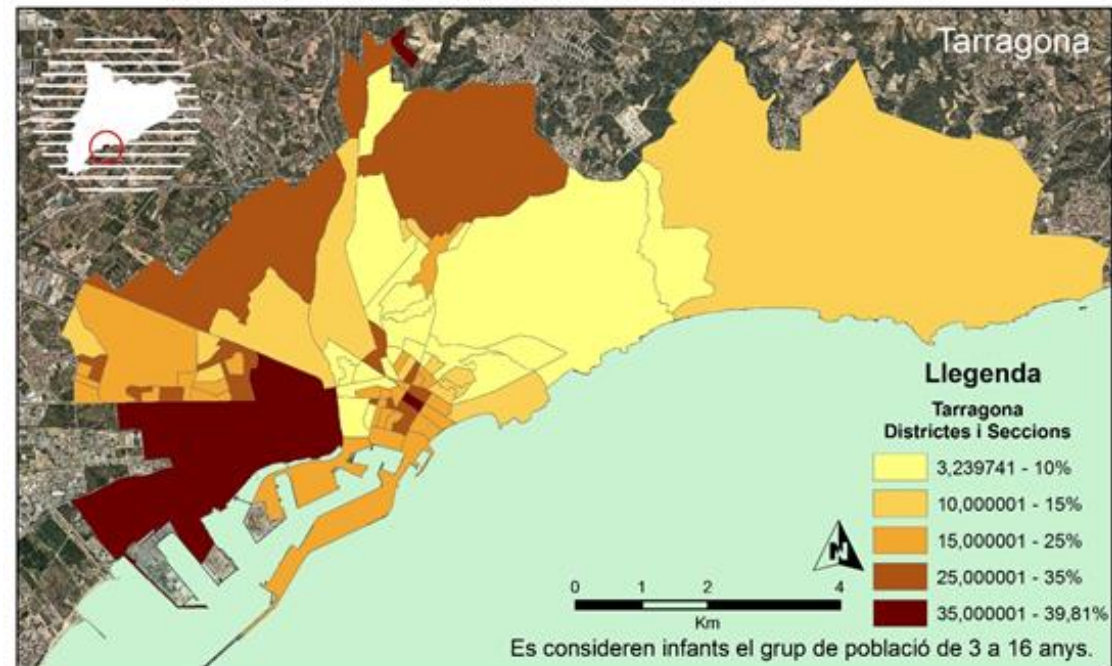 Tarragona
Llegenda
Tarragona
Districtes i Seccions
3,239741 - 10%
10,000001 - 15%
15,000001 - 25%
25,000001 - 35%
35,000001 - 39,81%
N
0 1 2 4
Km
Es consideren infants el grup de població de 3 a 16 anys.